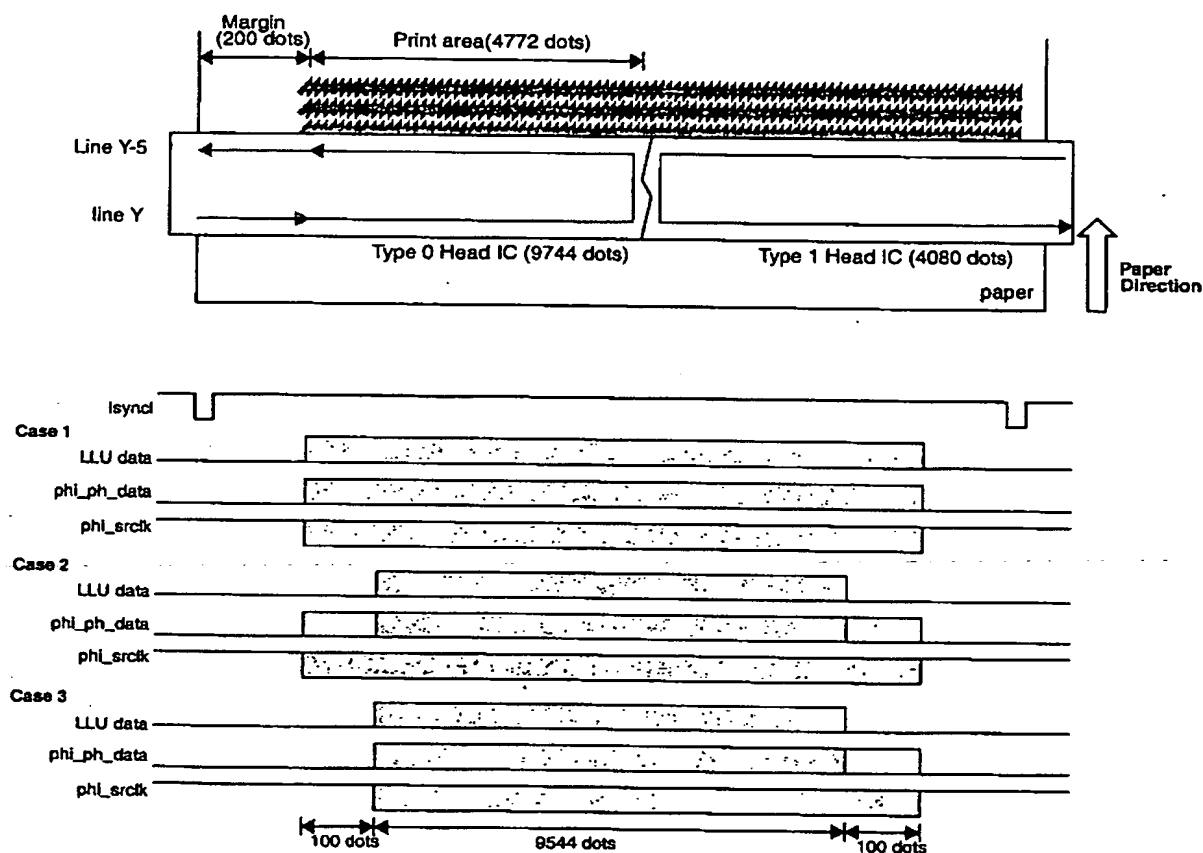 Margin
(200 dots)
Print area(4772 dots)
Line Y-5
line Y
Type 0 Head IC (9744 dots)
Type 1 Head IC (4080 dots)
paper
Paper
Direction
lsyncl
Case 1
LLU data
phi_ph_data
phi_srclk
Case 2
LLU data
phi_ph_data
phi_srclk
Case 3
LLU data
phi_ph_data
phi_srclk
100 dots
9544 dots
100 dots